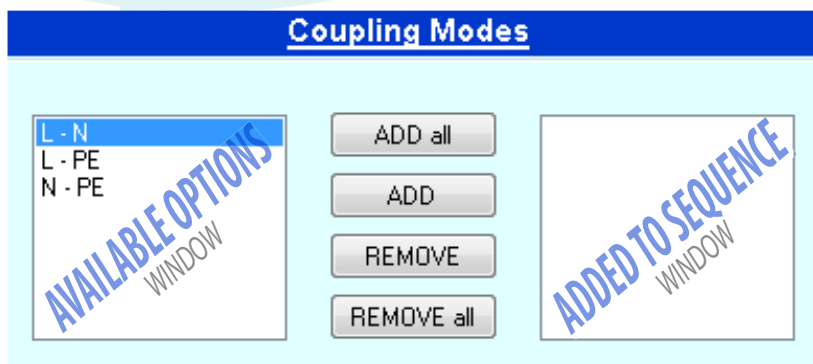 Coupling Modes
L - N
L - PE
N - PE
AVAILABLE OPTIONS
WINDOW
ADD all
ADD
REMOVE
REMOVE all
ADDED TO SEQUENCE
WINDOW